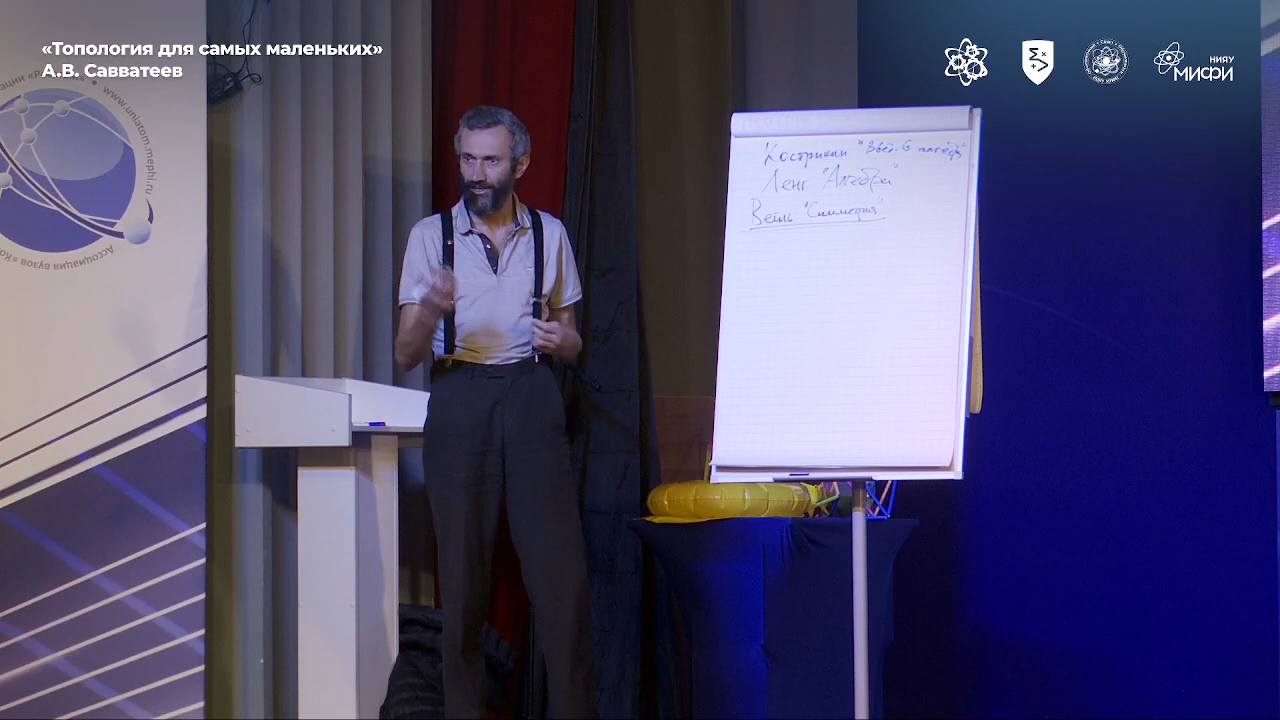 «Топология для самых маленьких»
А.В. Савватеев
НИЯУ
МИФИ
www.uniatom.mephi.ru
Ассоциация вузов «Ко
Кострикин "Введ. в алгебру"
Ленг "Алгебра"
Вейль "Симметрия"